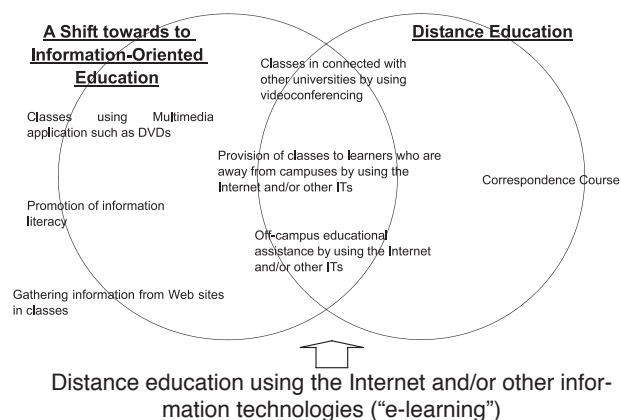 A Shift towards to
Information-Oriented
Education
Classes using Multimedia
application such as DVDs
Promotion of information
literacy
Gathering information from Web sites
in classes
Classes in connected with
other universities by using
videoconferencing
Provision of classes to learners who are
away from campuses by using the
Internet and/or other ITs
Off-campus educational
assistance by using the Internet
and/or other ITs
Distance Education
Correspondence Course
Distance education using the Internet and/or other infor-
mation technologies (“e-learning”)